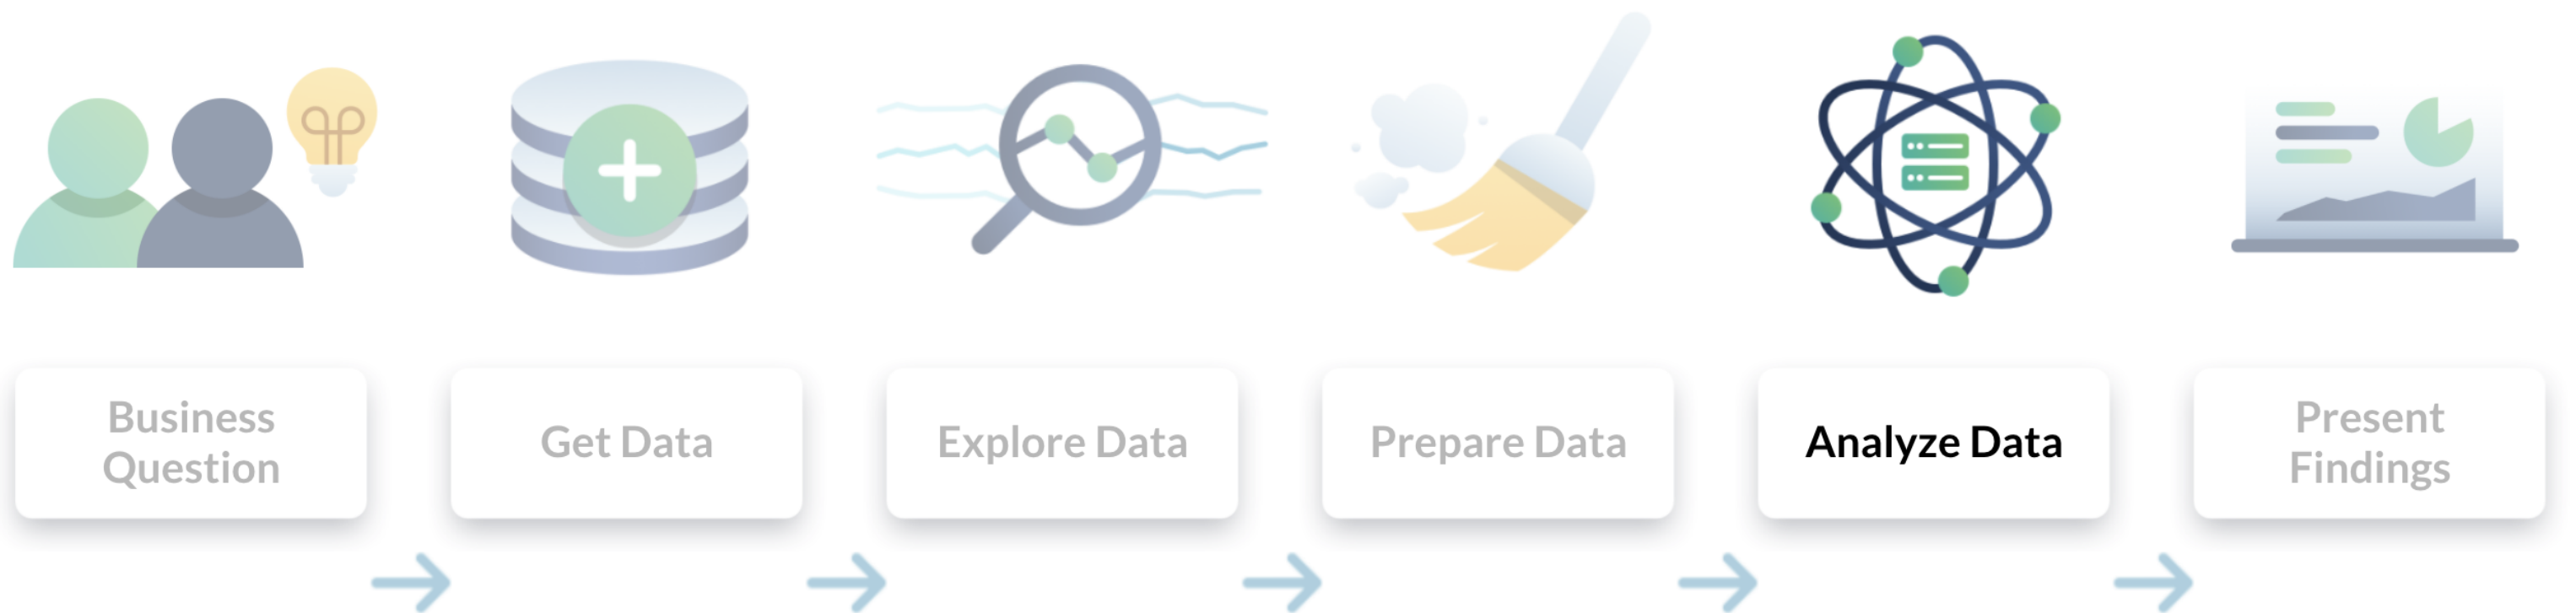 Business
Question
Get Data
Explore Data
Prepare Data
Analyze Data
Present
Findings